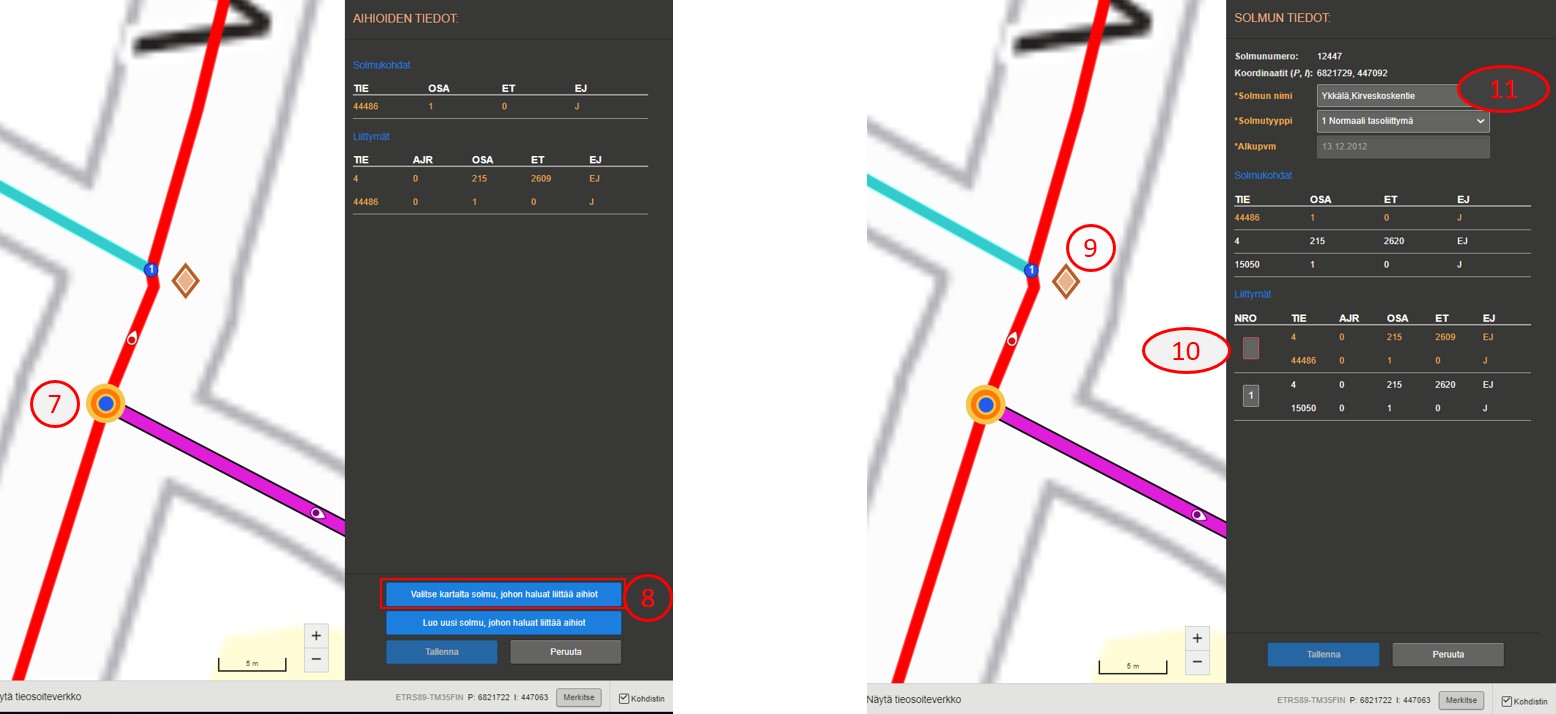 AIHIOIDEN TIEDOT:
Solmukohdat
TIE OSA ET EJ
44486 1 0 J
Liittymät
TIE AJR OSA ET EJ
4 0 215 2609 EJ
44486 0 1 0 J
1
7
Valitse kartalta solmu, johon haluat liittää aihiot
8
Luo uusi solmu, johon haluat liittää aihiot
Tallenna Peruuta
+
−
5 m
ytä tieosoiteverkko
ETRS89-TM35FIN P: 6821722 I: 447063 Merkitse Kohdistin
SOLMUN TIEDOT:
Solmunumero: 12447
Koordinaatit (P, I): 6821729, 447092
*Solmun nimi Ykkälä,Kirveskoskentie
11
*Solmutyyppi 1 Normaali tasoliittymä
*Alkupvm 13.12.2012
Solmukohdat
TIE OSA ET EJ
44486 1 0 J
4 215 2620 EJ
15050 1 0 J
Liittymät
NRO TIE AJR OSA ET EJ
4 0 215 2609 EJ
44486 0 1 0 J
1 4 0 215 2620 EJ
15050 0 1 0 J
9
1
10
Tallenna Peruuta
+
−
5 m
Näytä tieosoiteverkko
ETRS89-TM35FIN P: 6821722 I: 447063 Merkitse Kohdistin